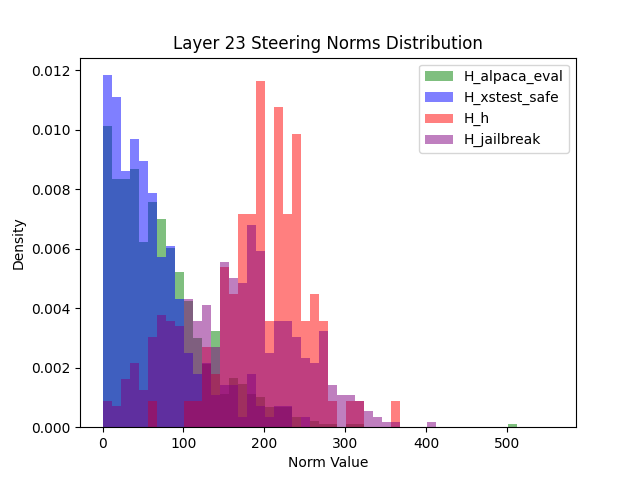 Layer 23 Steering Norms Distribution
H_alpaca_eval
H_xstest_safe
H_h
H_jailbreak
0.012
0.010
0.008
0.006
0.004
0.002
0.000
Density
0 100 200 300 400 500
Norm Value